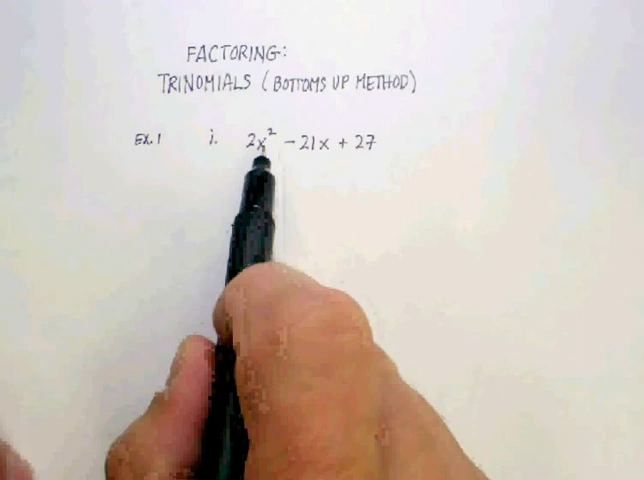 FACTORING:
TRINOMIALS (BOTTOMS UP METHOD)
EX. 1 i. 2x² - 21x + 27